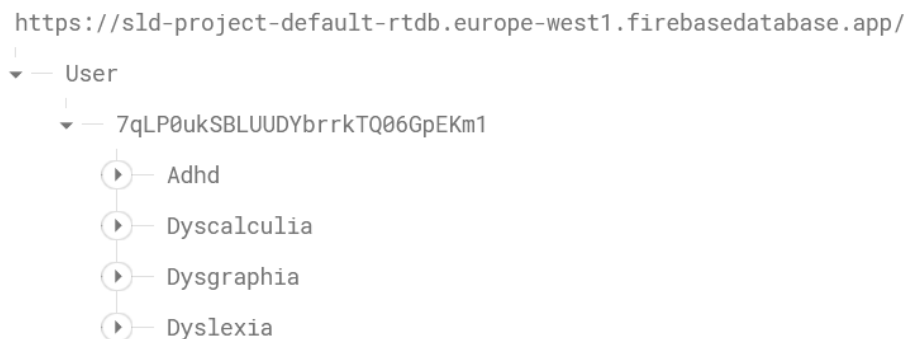 https://sld-project-default-rtdb.europe-west1.firebasedatabase.app/
User
7qLP0ukSBLUUDYbrrkTQ06GpEKm1
Adhd
Dyscalculia
Dysgraphia
Dyslexia